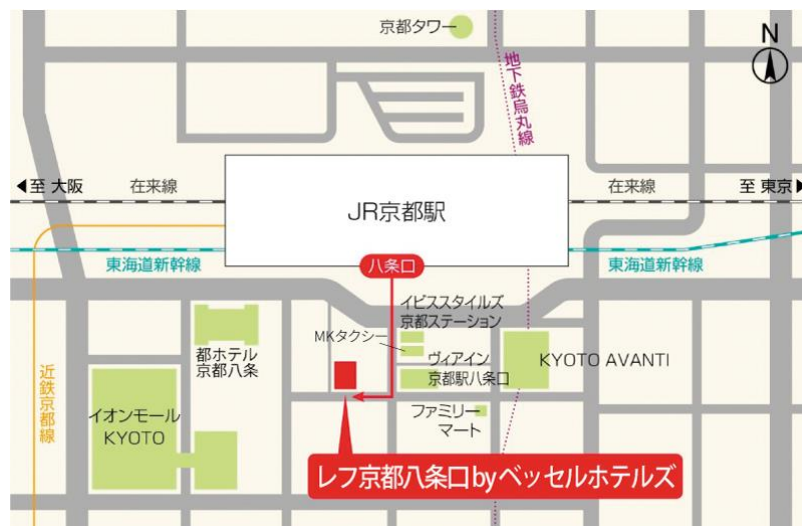 京都タワー
N
地下鉄烏丸線
◀至 大阪
在来線
JR京都駅
在来線
至 東京▶
東海道新幹線
八条口
東海道新幹線
イビススタイルズ
京都ステーション
MKタクシー
都ホテル
京都八条
ヴィアイン
京都駅八条口
KYOTO AVANTI
近鉄京都線
イオンモール
KYOTO
ファミリー
マート
レフ京都八条口byベッセルホテルズ